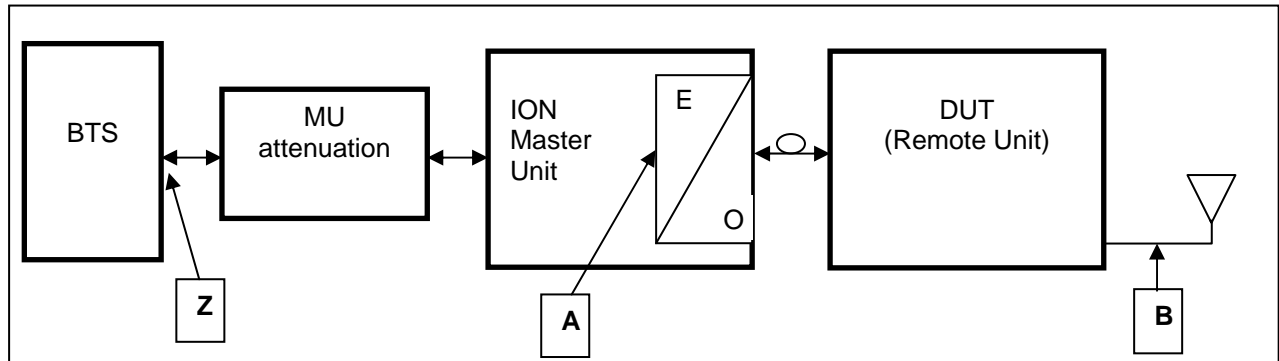 BTS
MU
attenuation
ION
Master
Unit
E
O
DUT
(Remote Unit)
Z
A
B